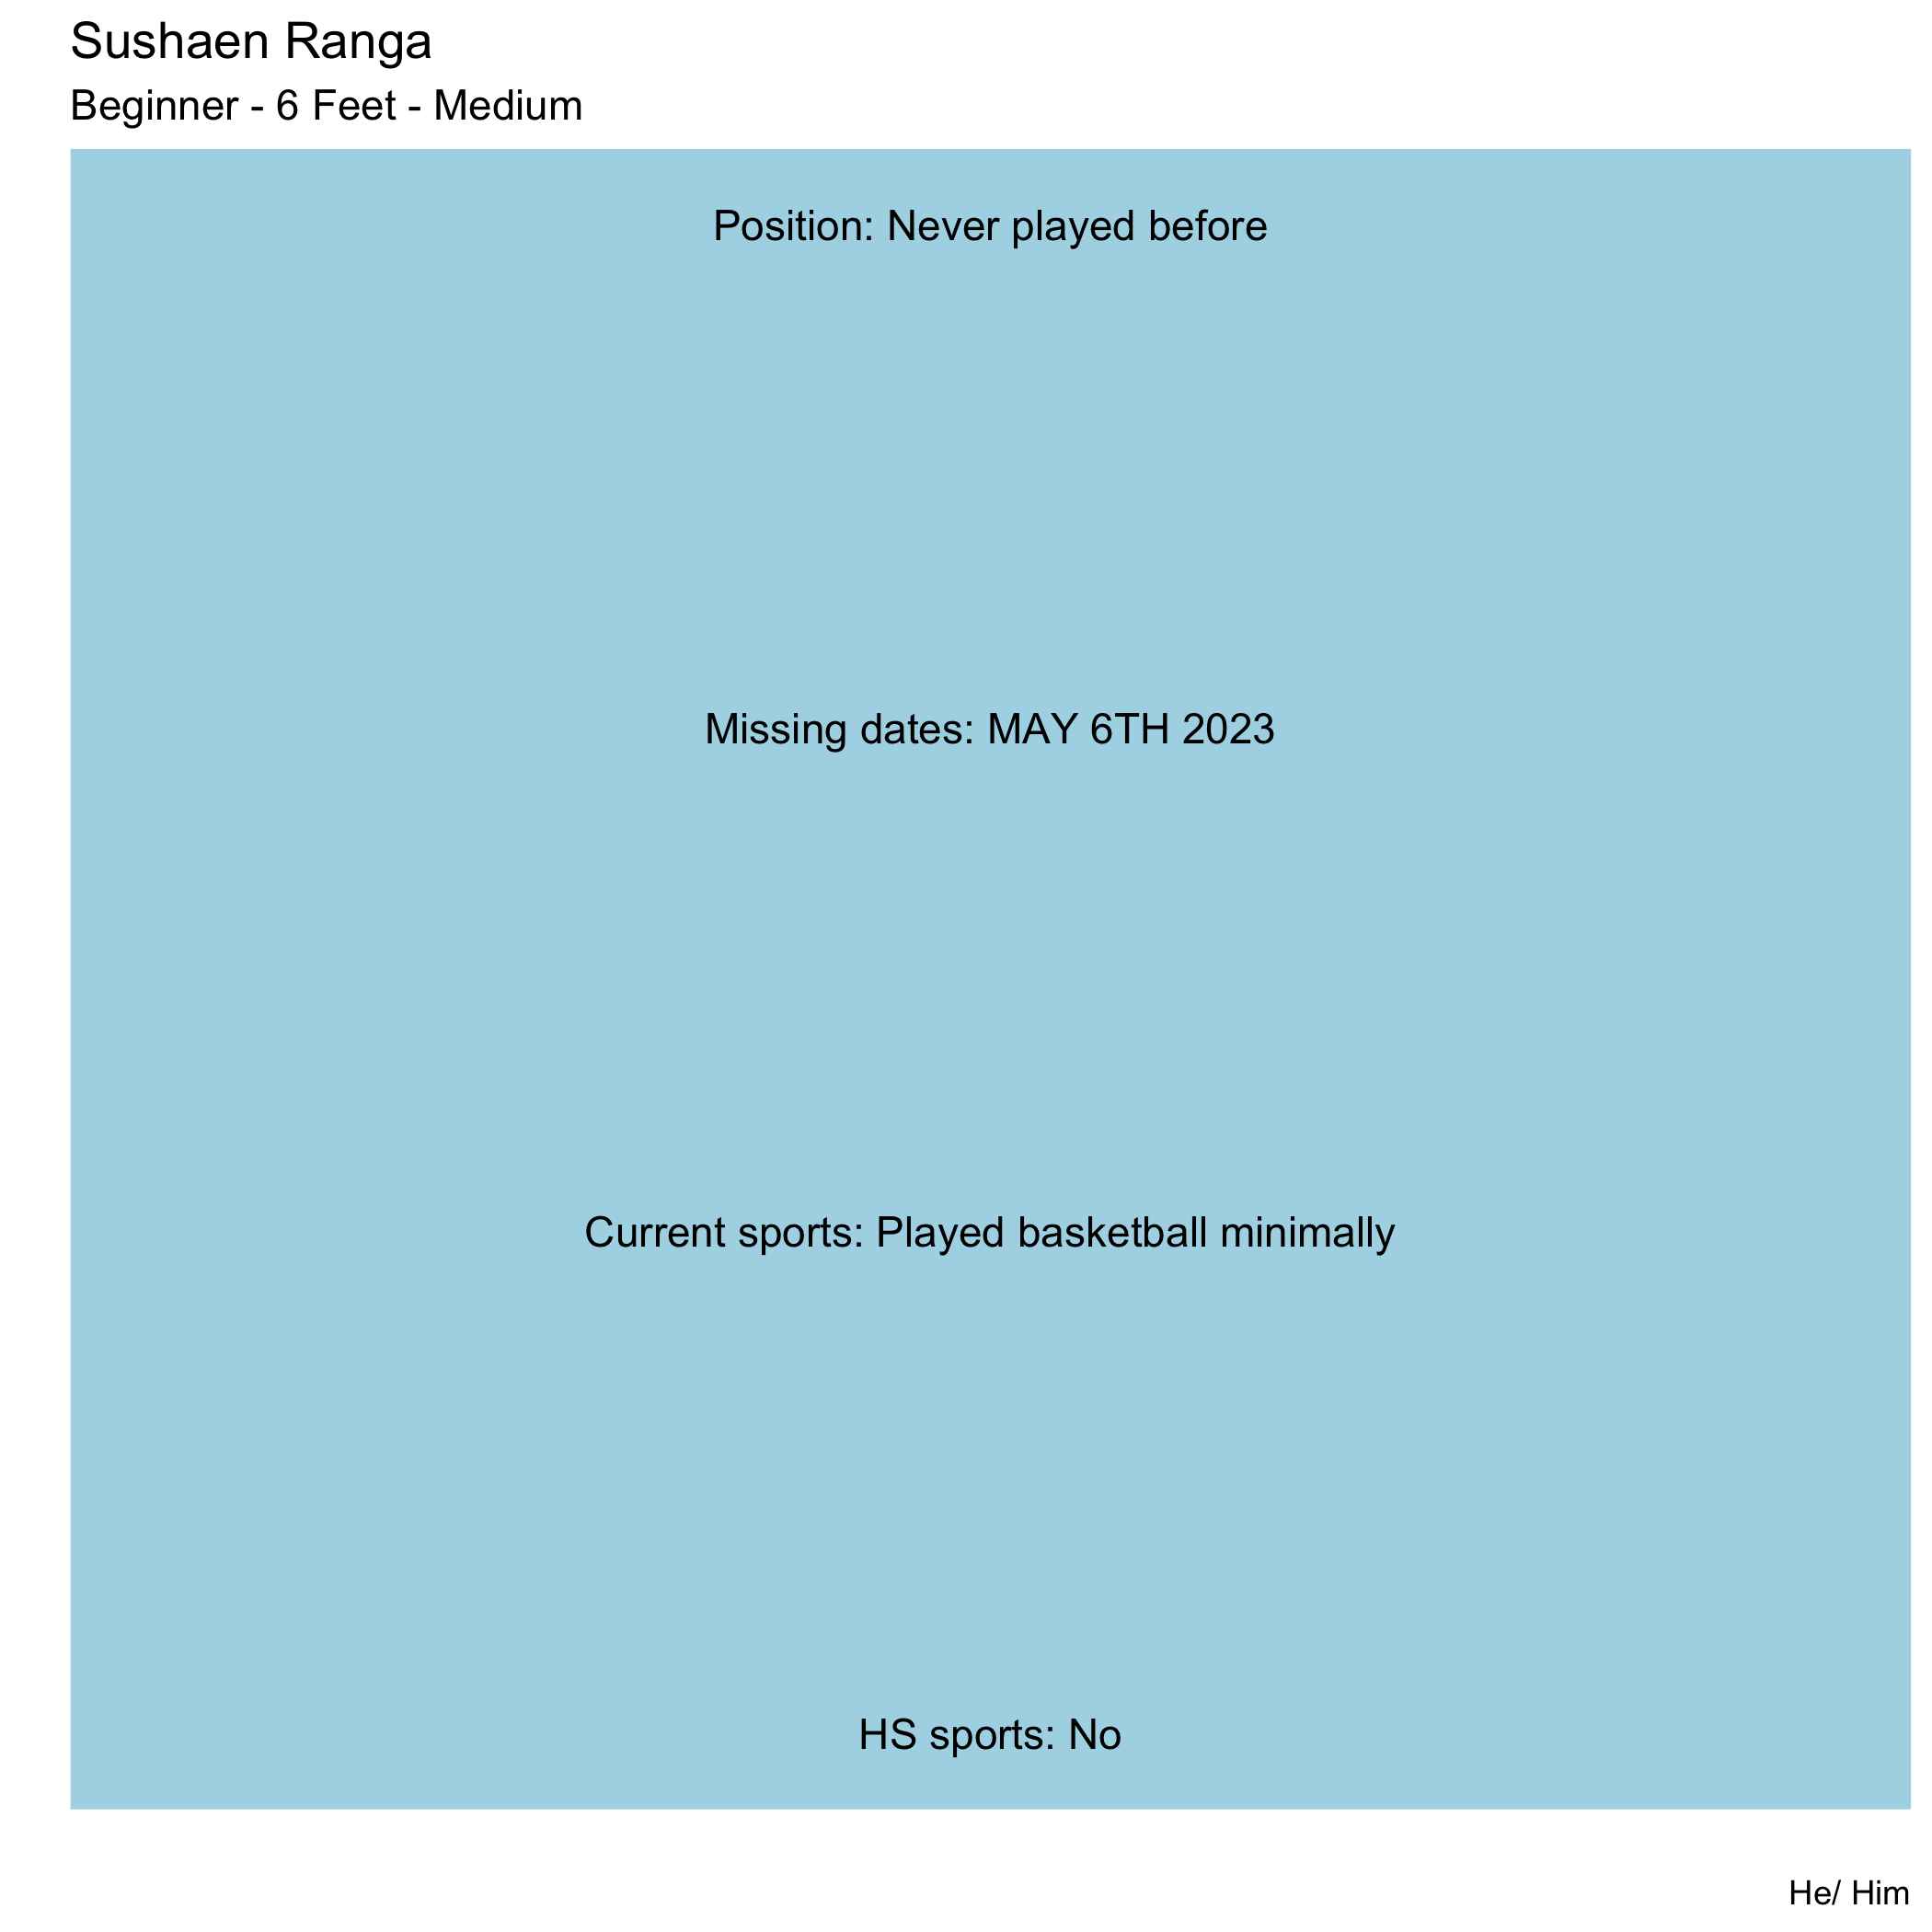 Sushaen Ranga
Beginner - 6 Feet - Medium
Position: Never played before
Missing dates: MAY 6TH 2023
Current sports: Played basketball minimally
HS sports: No
He/ Him